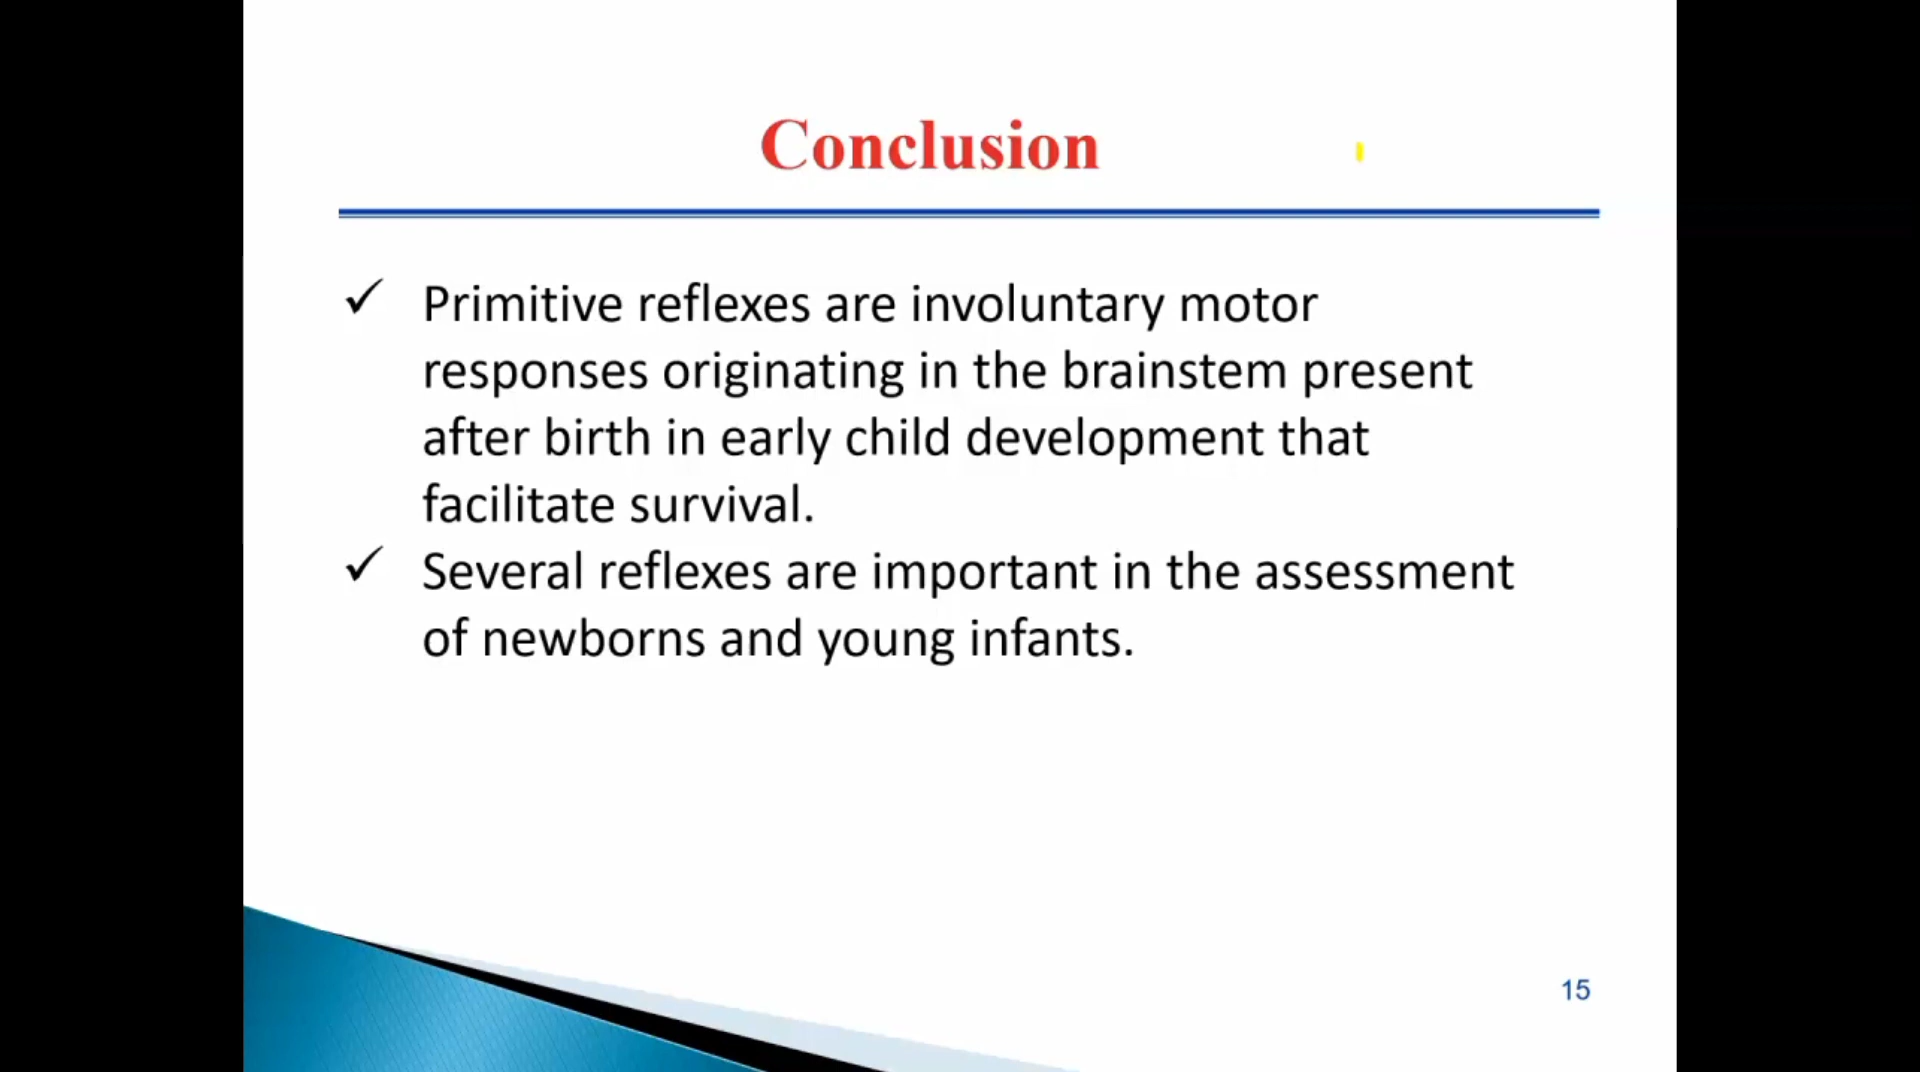 Conclusion
✓ Primitive reflexes are involuntary motor
responses originating in the brainstem present
after birth in early child development that
facilitate survival.
✓ Several reflexes are important in the assessment
of newborns and young infants.
15